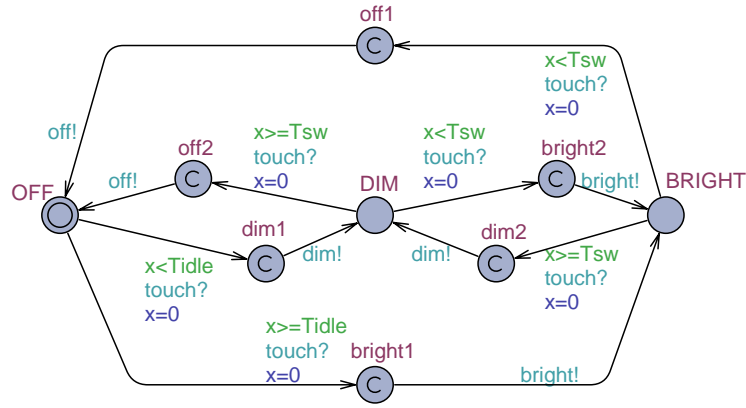 off1
x<Tsw
touch?
x=0
off!
x>=Tsw
touch?
x=0
x<Tsw
touch?
x=0
off2
bright2
off!
bright!
OFF
DIM
BRIGHT
dim1
dim2
dim!
dim!
x<Tidle
touch?
x=0
x>=Tsw
touch?
x=0
x>=Tidle
touch?
x=0
bright1
bright!
C
C
C
C
C
C